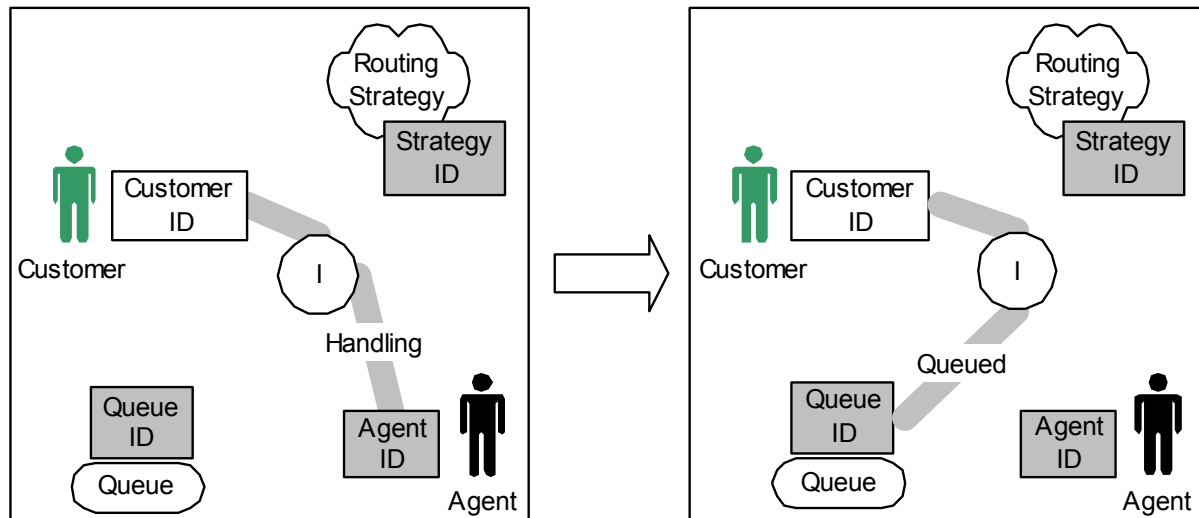 Routing
Strategy
Strategy
ID
Customer
ID
Customer
I
Handling
Queue
ID
Queue
Agent
ID
Agent
Routing
Strategy
Strategy
ID
Customer
ID
Customer
I
Queued
Queue
ID
Queue
Agent
ID
Agent